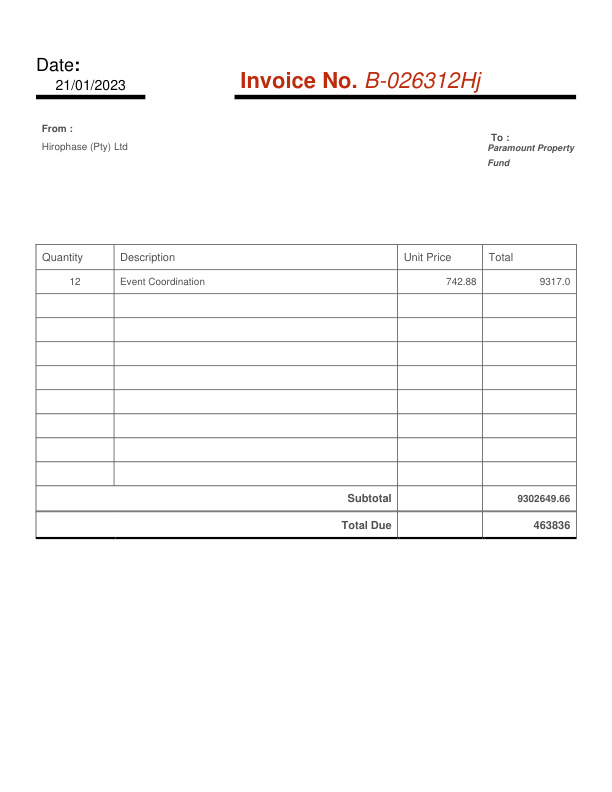 Date:
21/01/2023
Invoice No. B-026312Hj
From :
Hirophase (Pty) Ltd
To :
Paramount Property
Fund
Quantity Description Unit Price Total
12 Event Coordination 742.88 9317.0
Subtotal 9302649.66
Total Due 463836